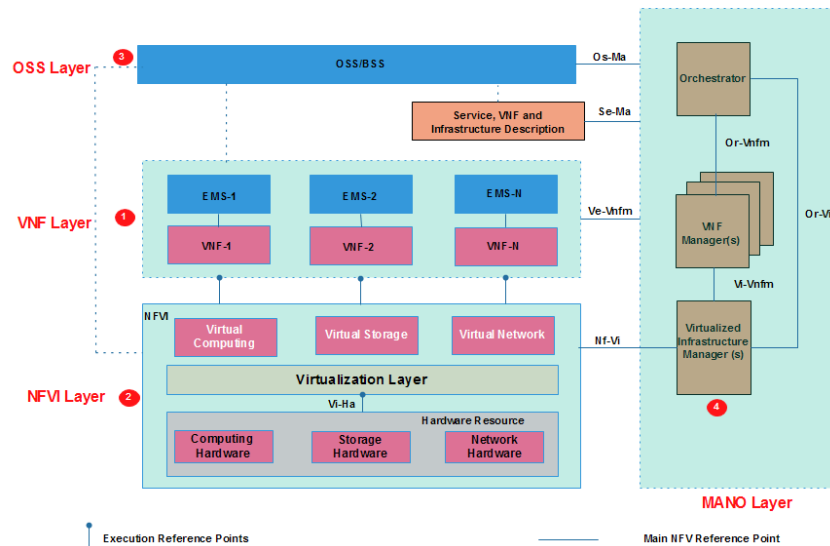 3
OSS Layer
OSS/BSS
Os-Ma
Orchestrator
Service, VNF and
Infrastructure Description
Se-Ma
Or-Vnfm
1
VNF Layer
EMS-1
EMS-2
EMS-N
VNF-1
VNF-2
VNF-N
Ve-Vnfm
VNF
Manager(s)
Or-Vi
Vi-Vnfm
NFVI
Virtual
Computing
Virtual Storage
Virtual Network
Nf-Vi
Virtualized
Infrastructure
Manager (s)
Virtualization Layer
2
NFVI Layer
Vi-Ha
Hardware Resource
Computing
Hardware
Storage
Hardware
Network
Hardware
4
MANO Layer
Execution Reference Points
Main NFV Reference Point